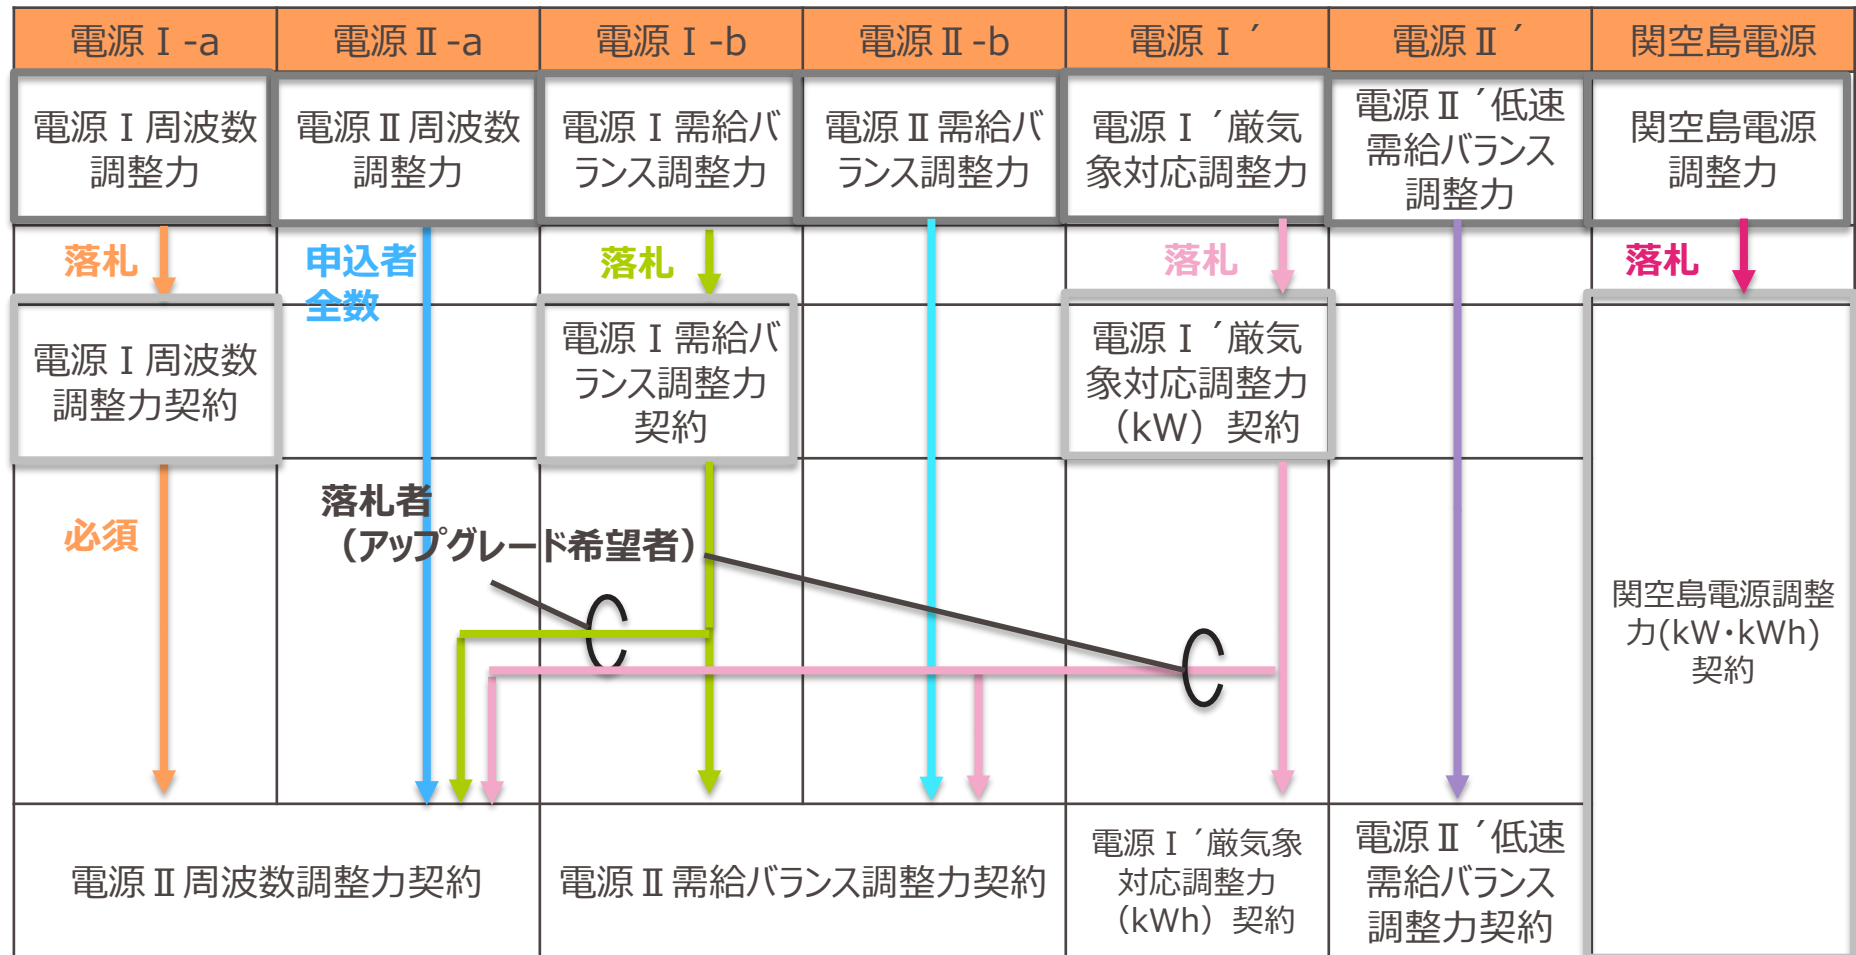 電源Ⅰ-a
電源Ⅱ-a
電源Ⅰ-b
電源Ⅱ-b
電源Ⅰ´
電源Ⅱ´
関空島電源
電源Ⅰ周波数
調整力
電源Ⅱ周波数
調整力
電源Ⅰ需給バ
ランス調整力
電源Ⅱ需給バ
ランス調整力
電源Ⅰ´厳気
象対応調整力
電源Ⅱ´低速
需給バランス
調整力
関空島電源
調整力
落札
申込者
全数
落札
落札
落札
電源Ⅰ周波数
調整力契約
電源Ⅰ需給バ
ランス調整力
契約
電源Ⅰ´厳気
象対応調整力
（kW）契約
必須
落札者
（アップグレード希望者）
関空島電源調整
力(kW・kWh)
契約
電源Ⅱ周波数調整力契約
電源Ⅱ需給バランス調整力契約
電源Ⅰ´厳気象
対応調整力
（kWh）契約
電源Ⅱ´低速
需給バランス
調整力契約